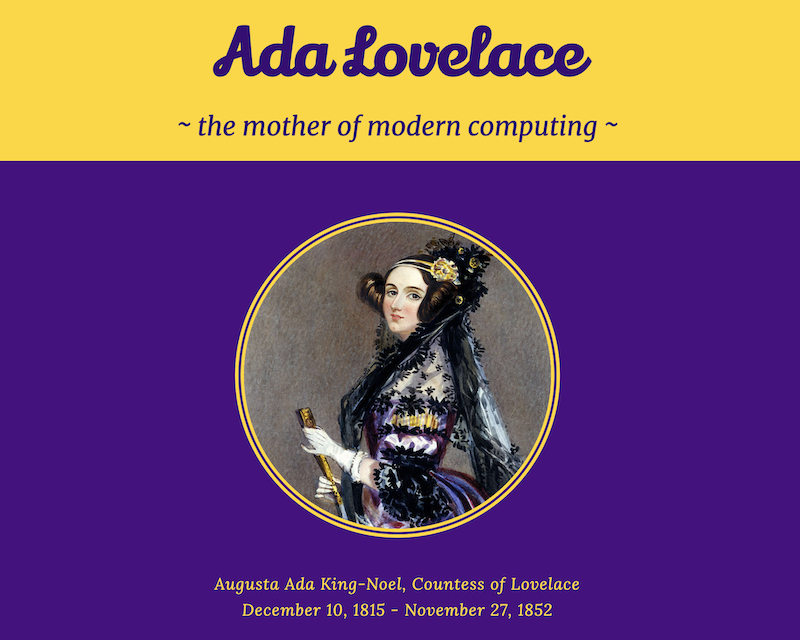 Ada Lovelace
~ the mother of modern computing ~
Augusta Ada King-Noel, Countess of Lovelace
December 10, 1815 - November 27, 1852